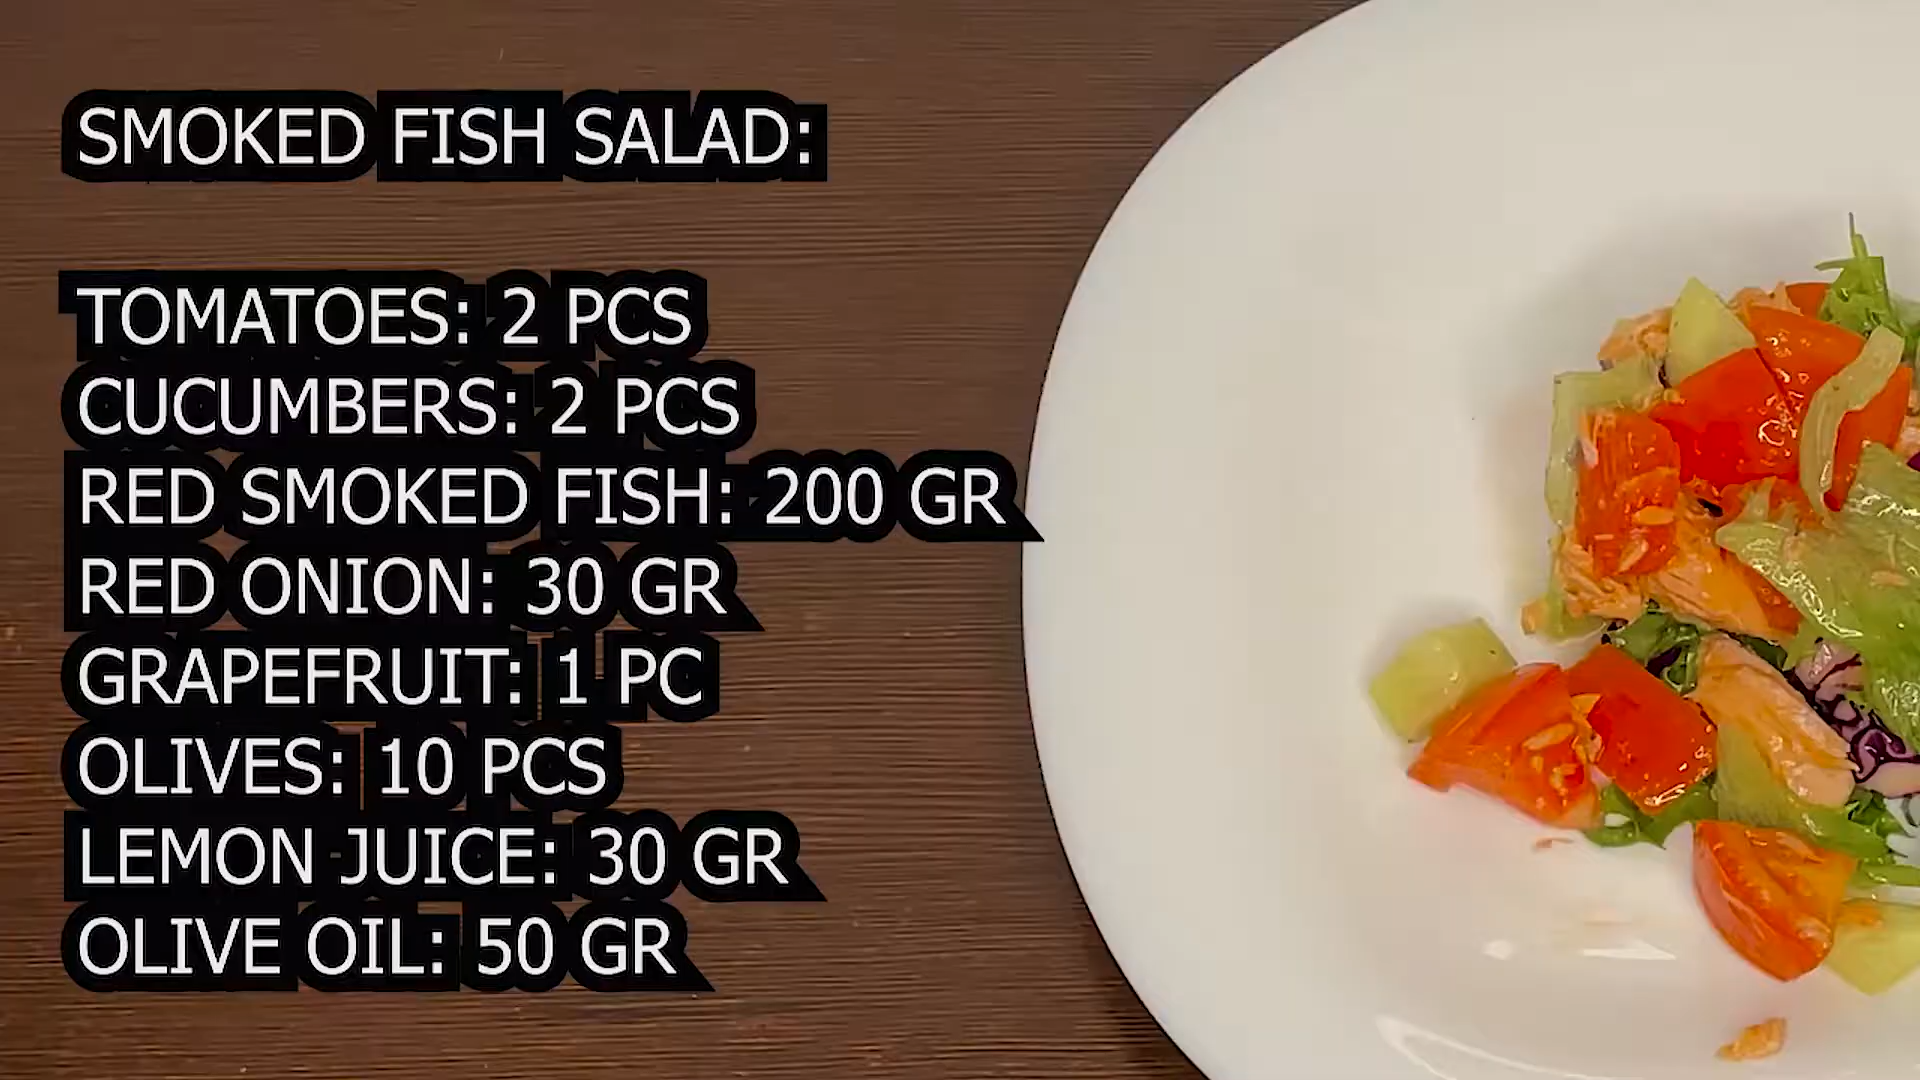 SMOKED FISH SALAD:
TOMATOES: 2 PCS
CUCUMBERS: 2 PCS
RED SMOKED FISH: 200 GR
RED ONION: 30 GR
GRAPEFRUIT: 1 PC
OLIVES: 10 PCS
LEMON JUICE: 30 GR
OLIVE OIL: 50 GR